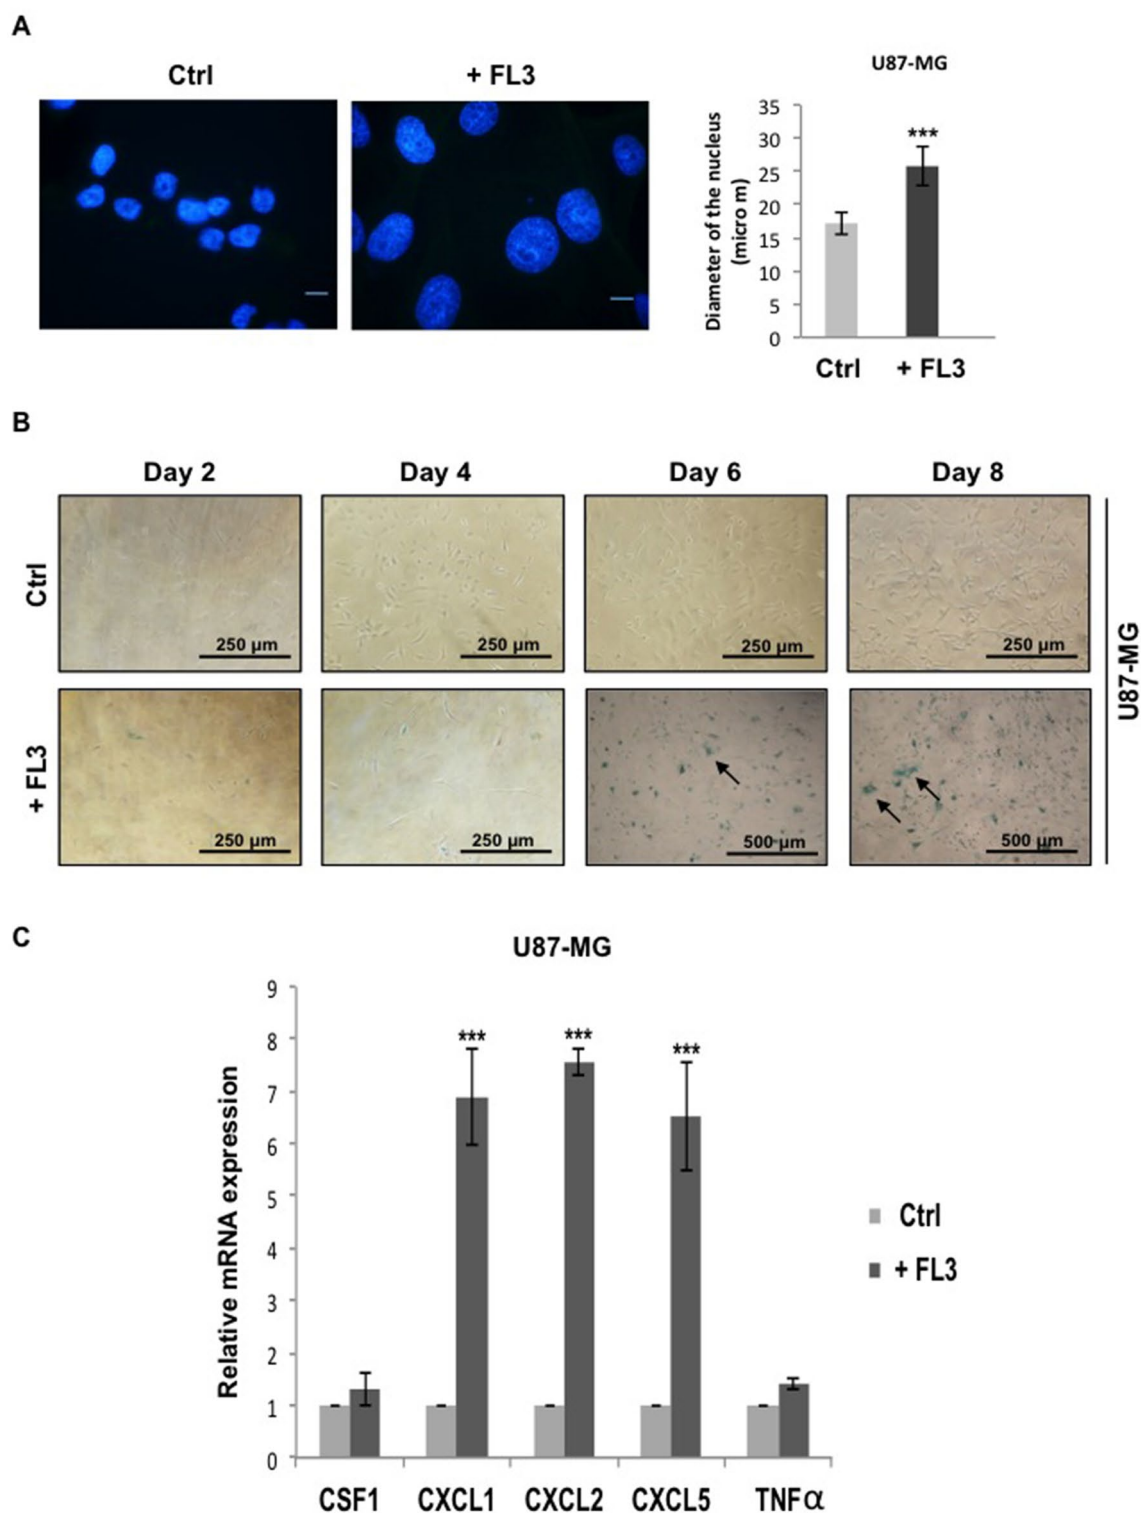 A
Ctrl
+ FL3
U87-MG
Diameter of the nucleus
(micro m)
35
30
25
20
15
10
5
0
***
Ctrl
+ FL3
B
Day 2
Day 4
Day 6
Day 8
Ctrl
250 µm
250 µm
250 µm
250 µm
+ FL3
250 µm
250 µm
500 µm
500 µm
U87-MG
C
U87-MG
Relative mRNA expression
9
8
7
6
5
4
3
2
1
0
***
***
***
Ctrl
+ FL3
CSF1
CXCL1
CXCL2
CXCL5
TNFα